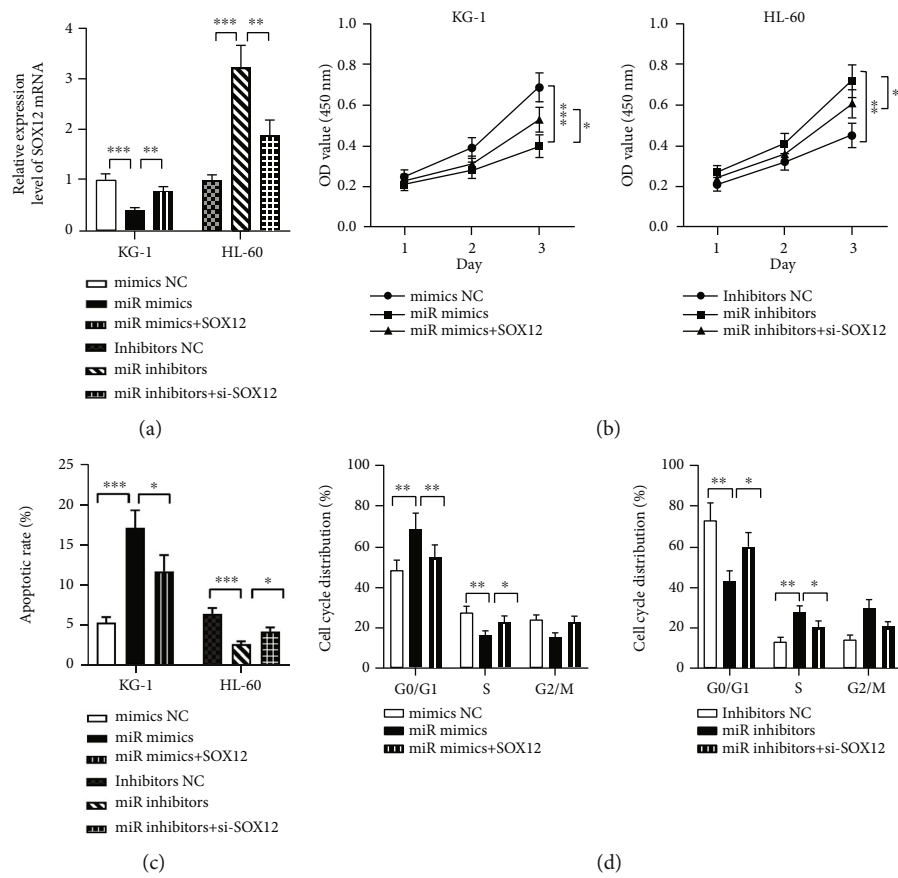 Relative expression
level of SOX12 mRNA
5
4
3
2
1
0
***
**
***
**
KG-1
HL-60
mimics NC
miR mimics
miR mimics+SOX12
Inhibitors NC
miR inhibitors
miR inhibitors+si-SOX12
(a)
KG-1
OD value (450 nm)
1.0
0.8
0.6
0.4
0.2
0.0
***
*
1 2 3
Day
mimics NC
miR mimics
miR mimics+SOX12
HL-60
OD value (450 nm)
1.0
0.8
0.6
0.4
0.2
0.0
**
*
1 2 3
Day
Inhibitors NC
miR inhibitors
miR inhibitors+si-SOX12
(b)
Apoptotic rate (%)
25
20
15
10
5
0
***
*
***
*
KG-1
HL-60
mimics NC
miR mimics
miR mimics+SOX12
Inhibitors NC
miR inhibitors
miR inhibitors+si-SOX12
(c)
Cell cycle distribution (%)
100
80
60
40
20
0
** **
** *
G0/G1 S G2/M
mimics NC
miR mimics
miR mimics+SOX12
Cell cycle distribution (%)
100
80
60
40
20
0
** *
** *
G0/G1 S G2/M
Inhibitors NC
miR inhibitors
miR inhibitors+si-SOX12
(d)